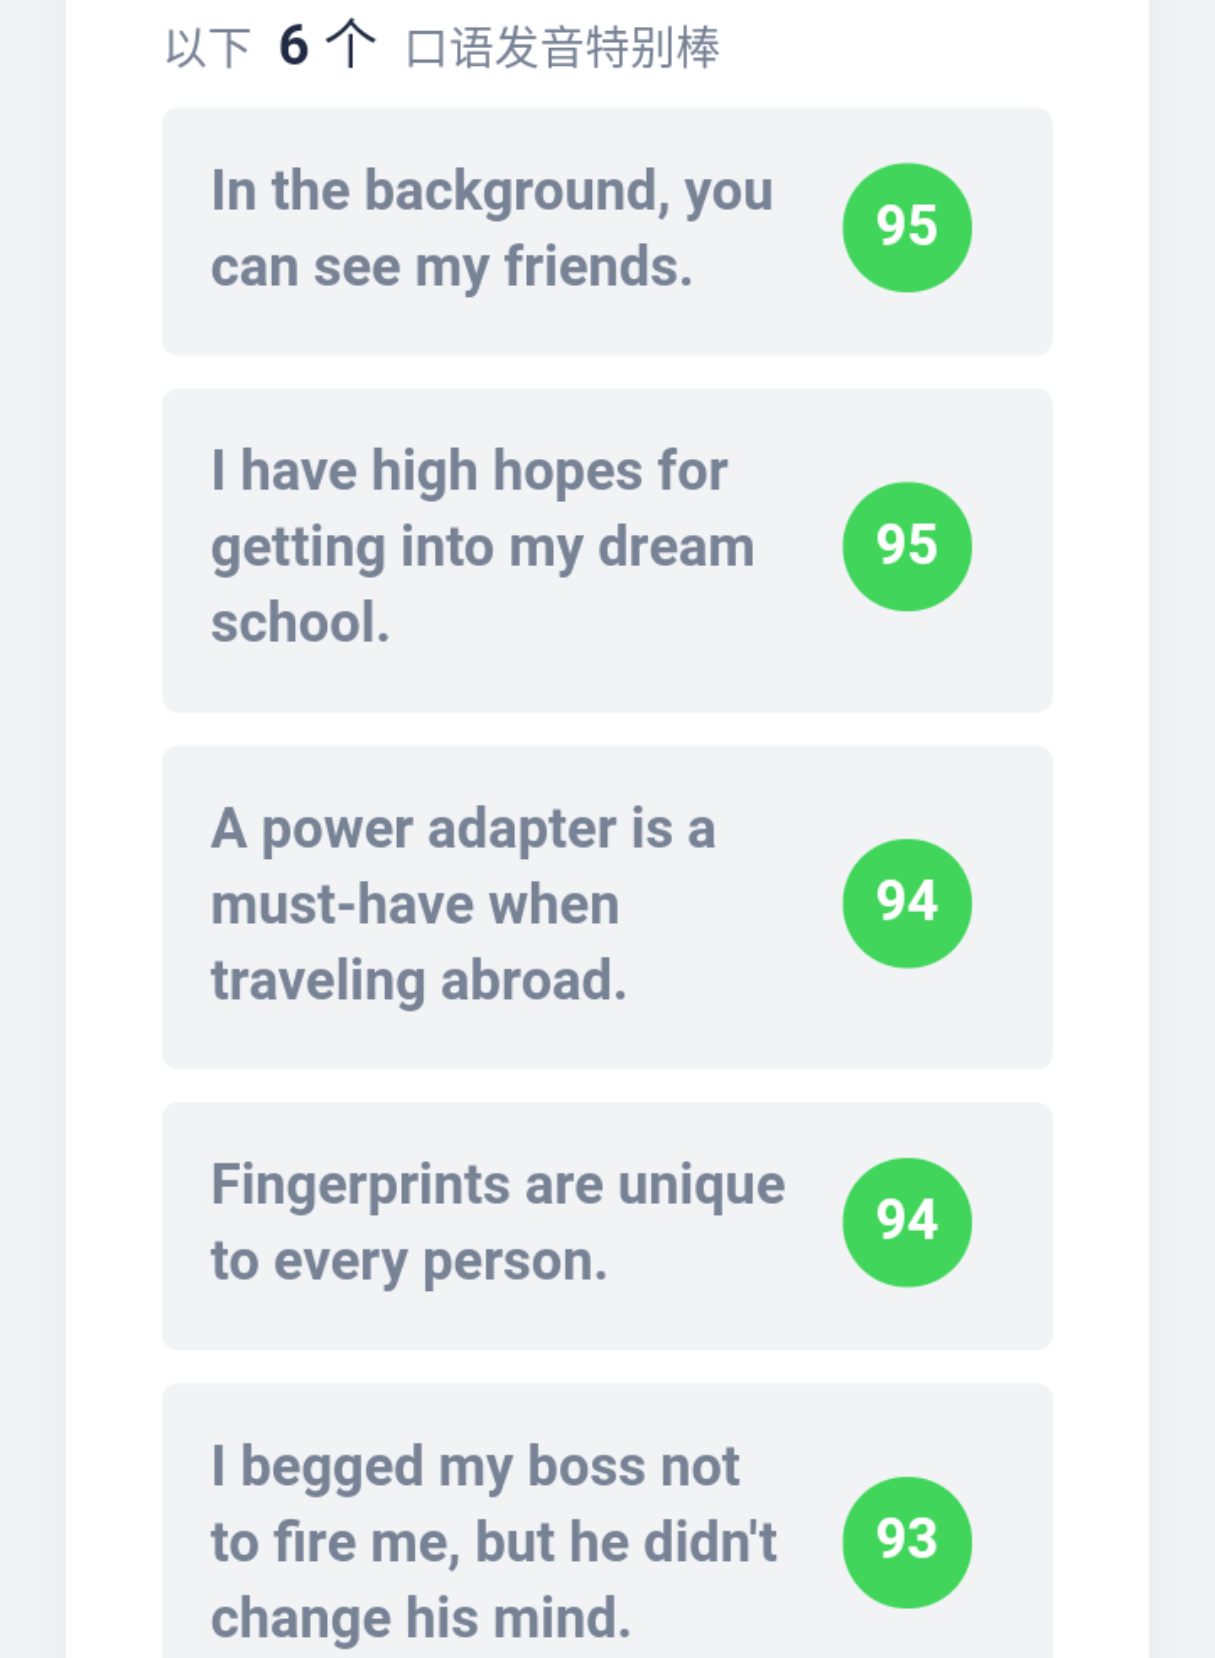 以下 6 个 口语发音特别棒
In the background, you
can see my friends.
95
I have high hopes for
getting into my dream
school.
95
A power adapter is a
must-have when
traveling abroad.
94
Fingerprints are unique
to every person.
94
I begged my boss not
to fire me, but he didn't
change his mind.
93